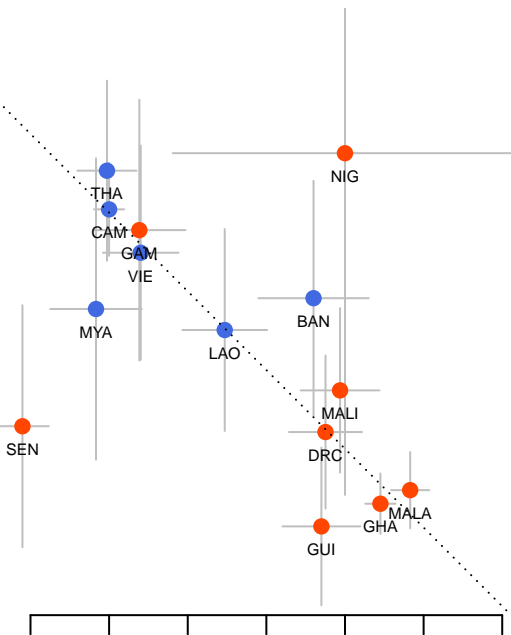 NIG
THA
CAM
GAM
VIE
BAN
MYA
LAO
MALI
SEN
DRC
MALA
GHA
GUI